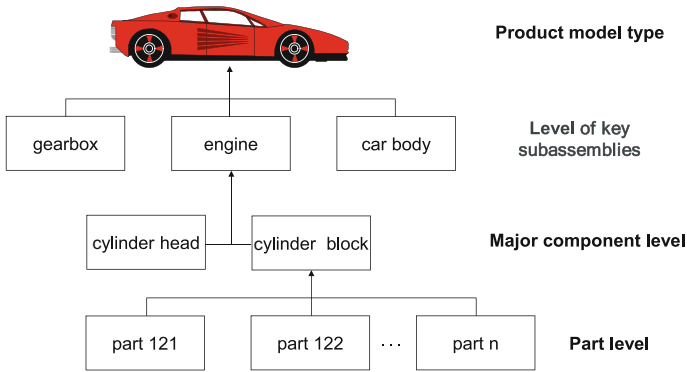 Product model type
gearbox
engine
car body
Level of key
subassemblies
cylinder head
cylinder block
Major component level
part 121
part 122
...
part n
Part level